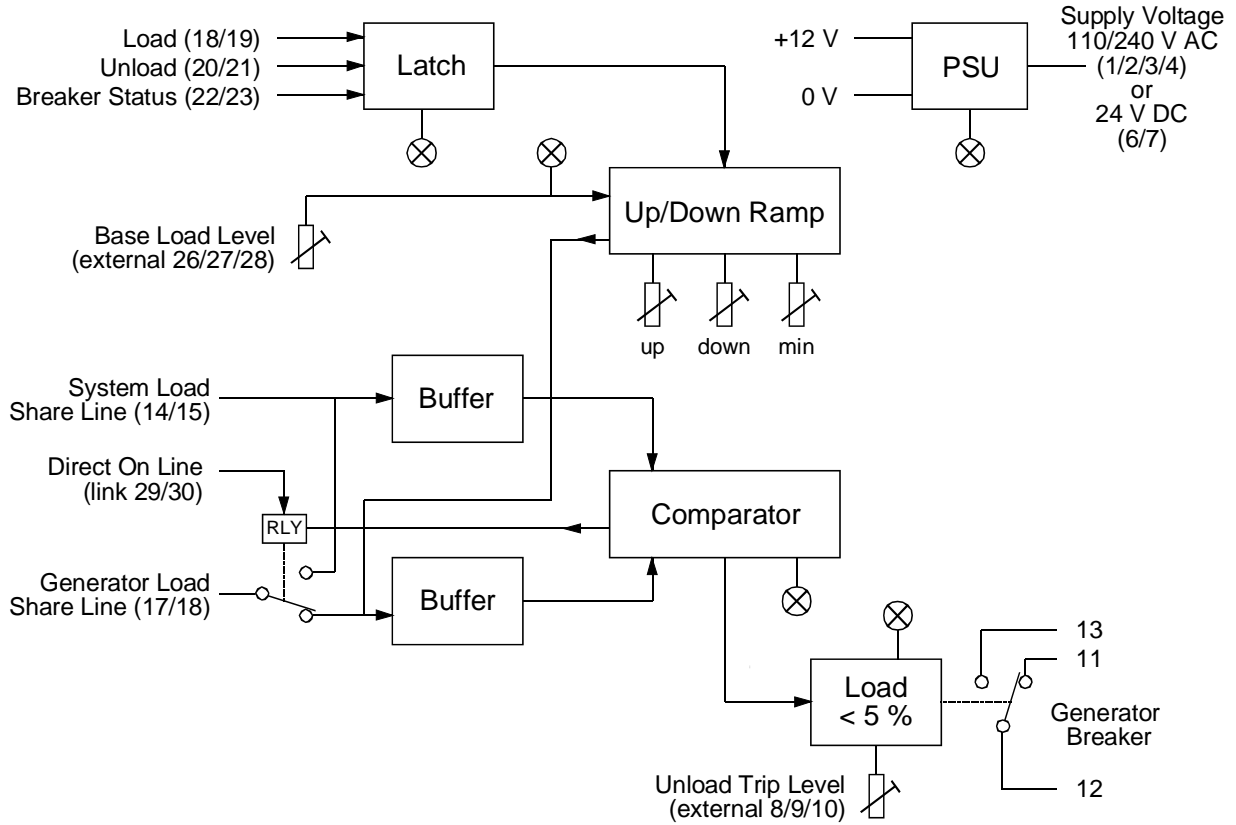 Load (18/19)
Unload (20/21)
Breaker Status (22/23)
Latch
+12 V
0 V
PSU
Supply Voltage
110/240 V AC
(1/2/3/4)
or
24 V DC
(6/7)
Base Load Level
(external 26/27/28)
Up/Down Ramp
up
down
min
System Load
Share Line (14/15)
Buffer
Direct On Line
(link 29/30)
RLY
Comparator
Generator Load
Share Line (17/18)
Buffer
Load
< 5 %
13
11
Generator
Breaker
12
Unload Trip Level
(external 8/9/10)